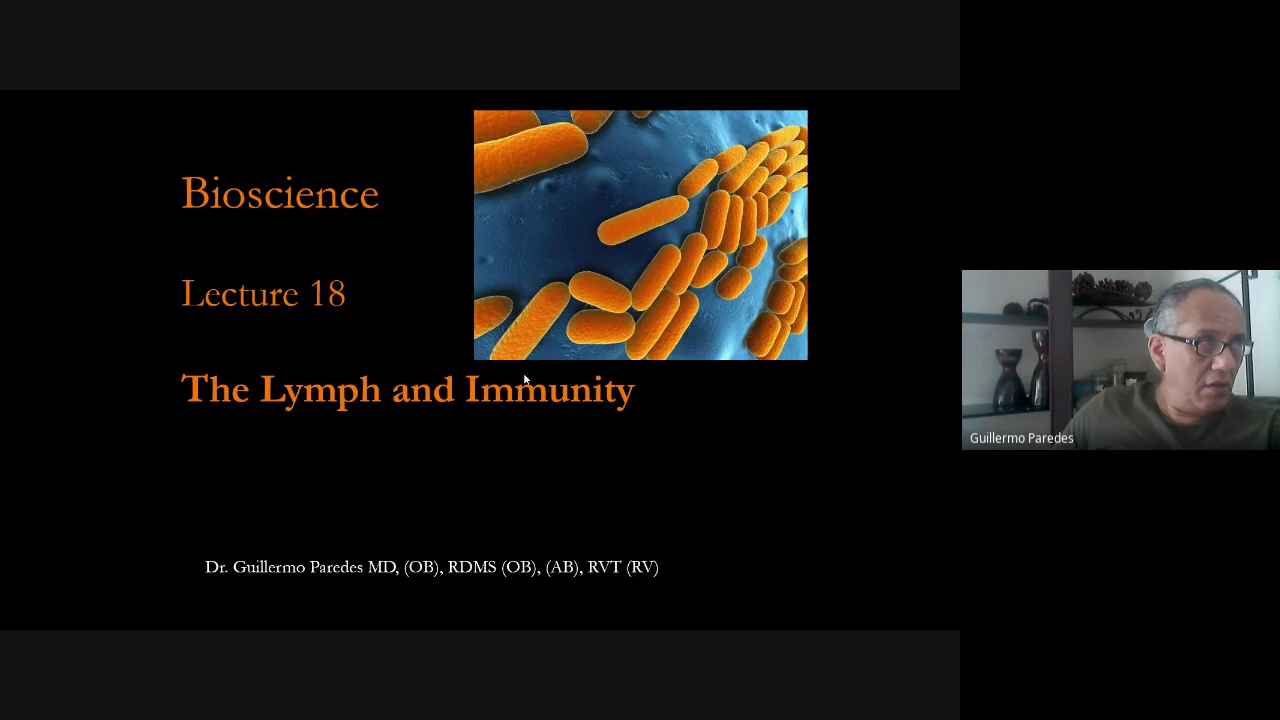 Bioscience
Lecture 18
The Lymph and Immunity
Dr. Guillermo Paredes MD, (OB), RDMS (OB), (AB), RVT (RV)
Guillermo Paredes